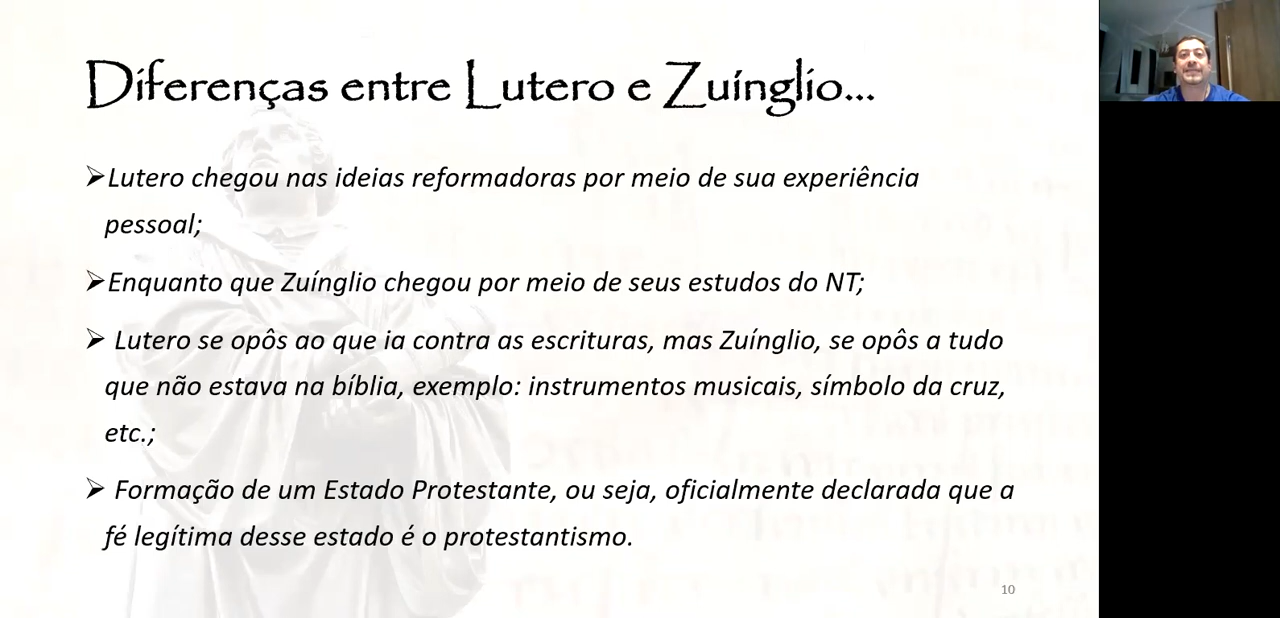 Diferenças entre Lutero e Zuínglio...
➢Lutero chegou nas ideias reformadoras por meio de sua experiência
pessoal;
➢Enquanto que Zuínglio chegou por meio de seus estudos do NT;
➢ Lutero se opôs ao que ia contra as escrituras, mas Zuínglio, se opôs a tudo
que não estava na bíblia, exemplo: instrumentos musicais, símbolo da cruz,
etc.;
➢ Formação de um Estado Protestante, ou seja, oficialmente declarada que a
fé legítima desse estado é o protestantismo.
10